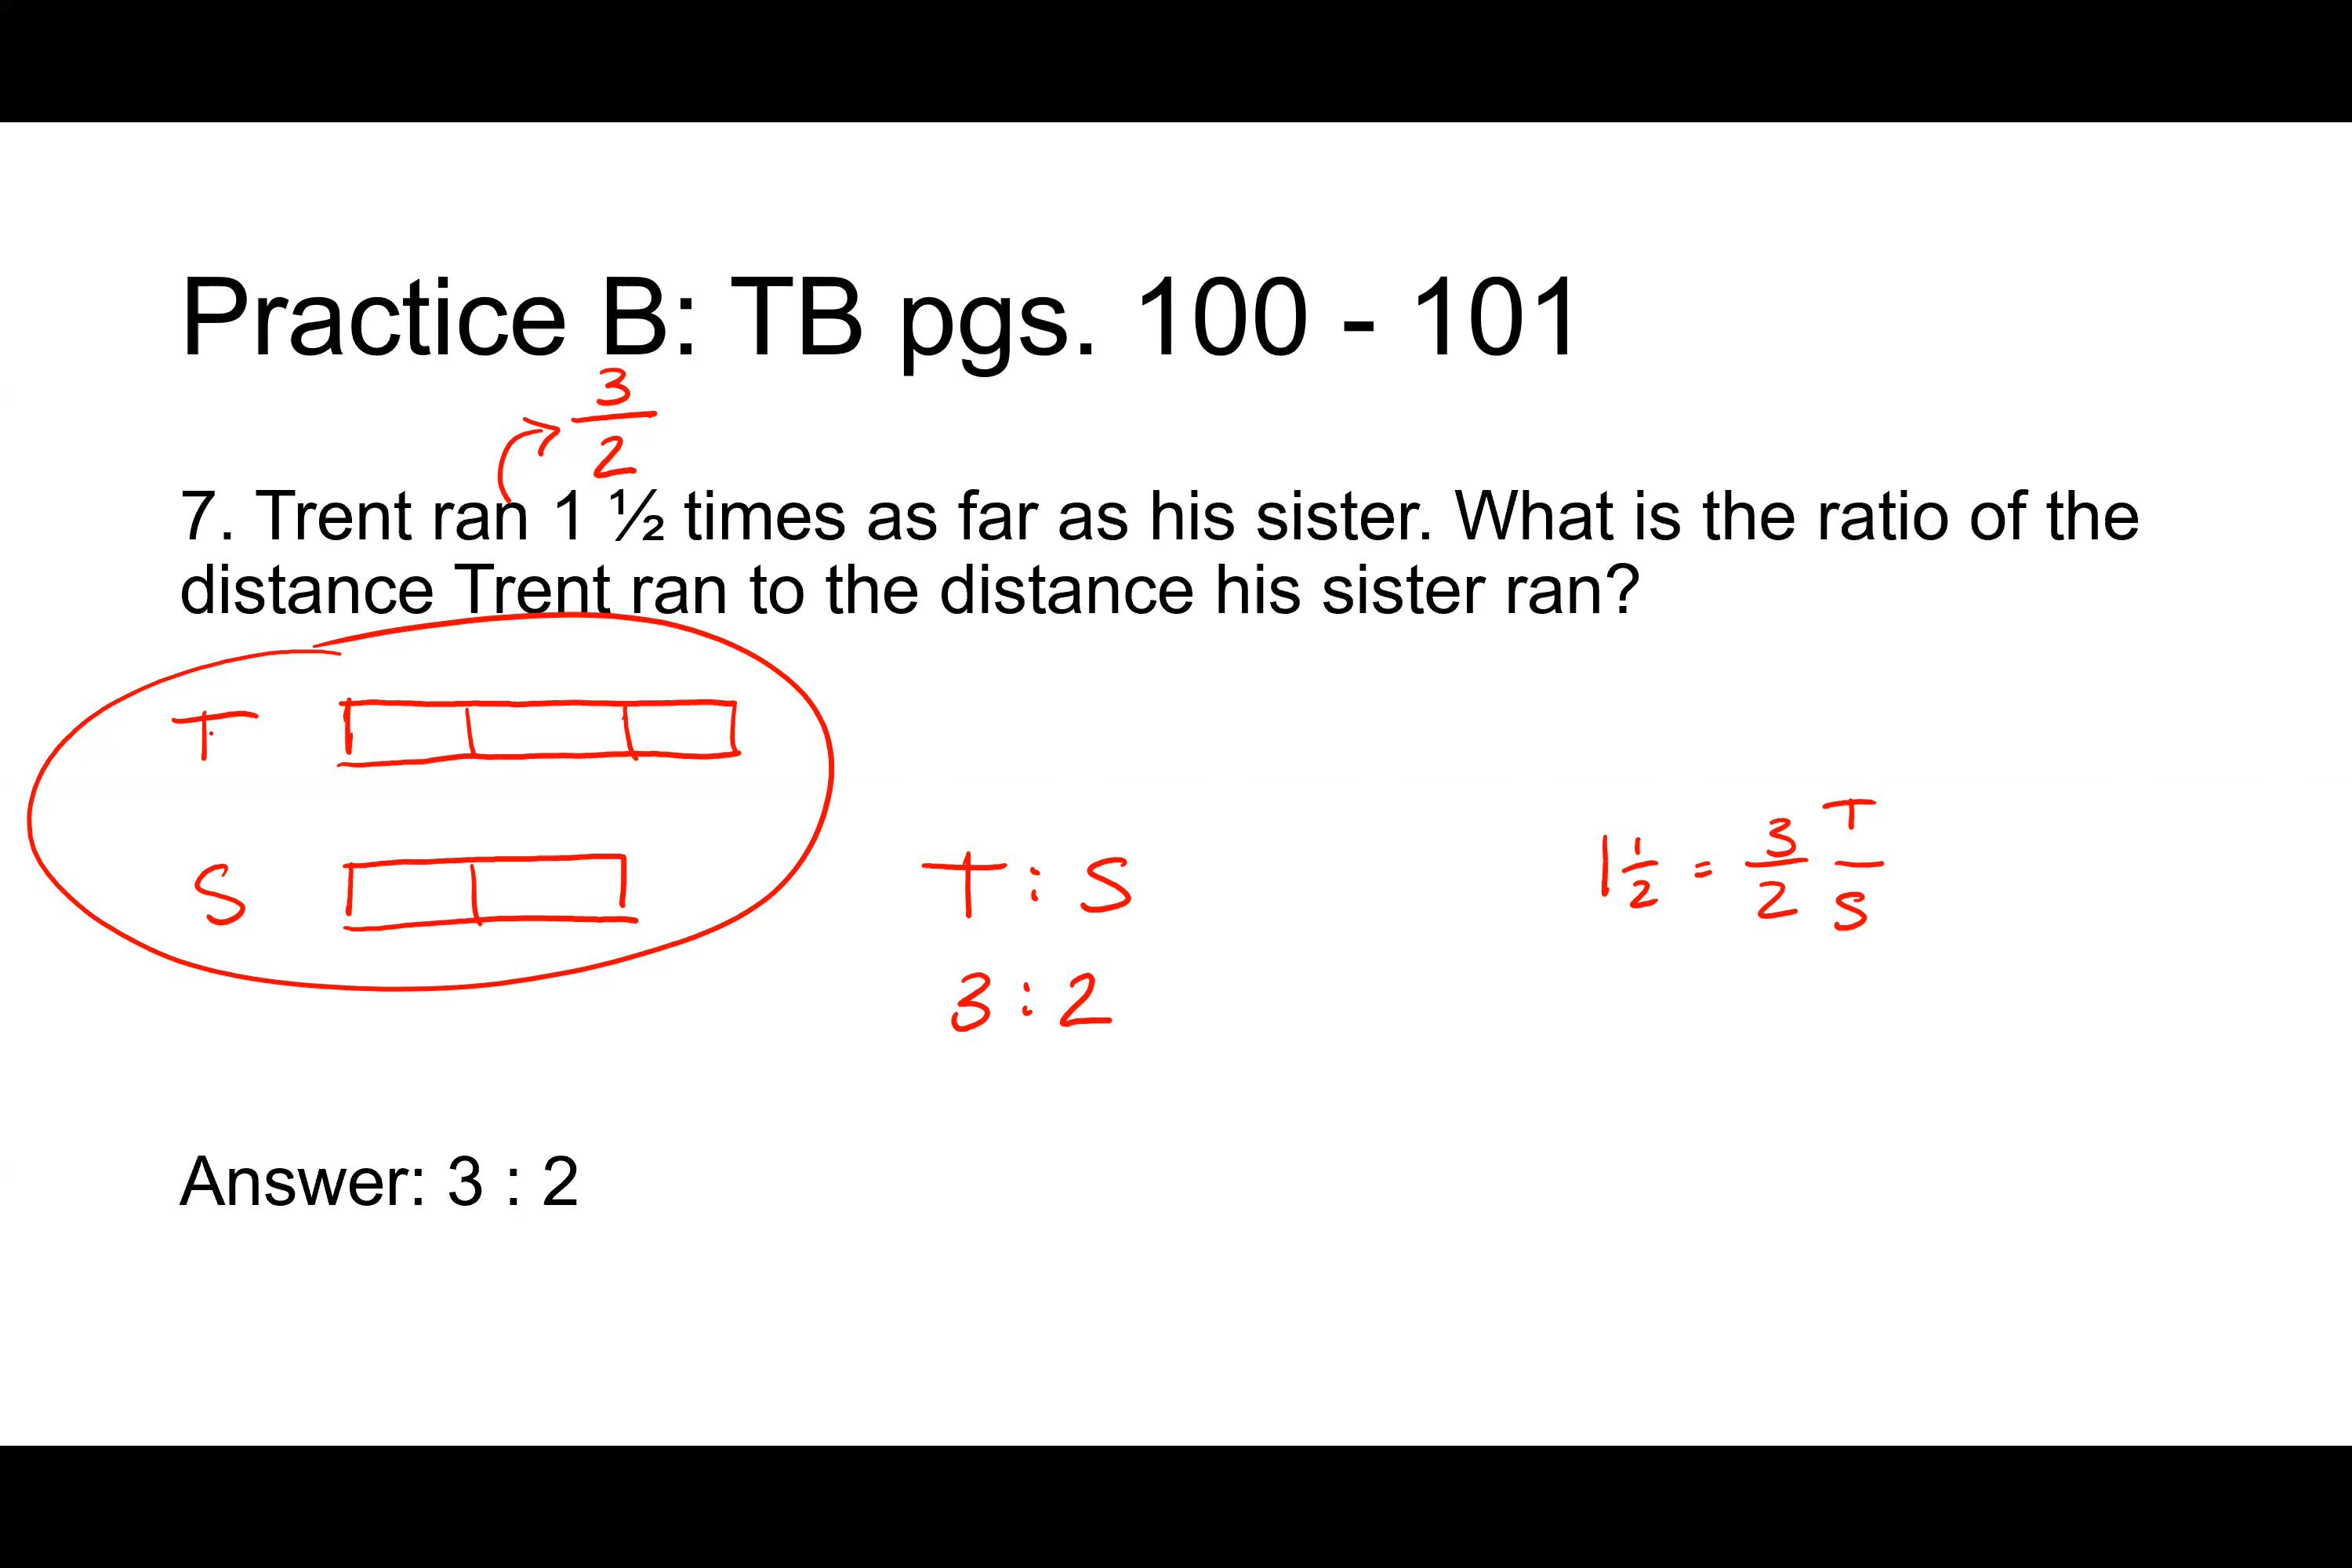 Practice B: TB pgs. 100 - 101
3
2
7. Trent ran 1 ½ times as far as his sister. What is the ratio of the
distance Trent ran to the distance his sister ran?
T
S
T : S
3 : 2
1 1/2 = 3/2 T/S
Answer: 3 : 2